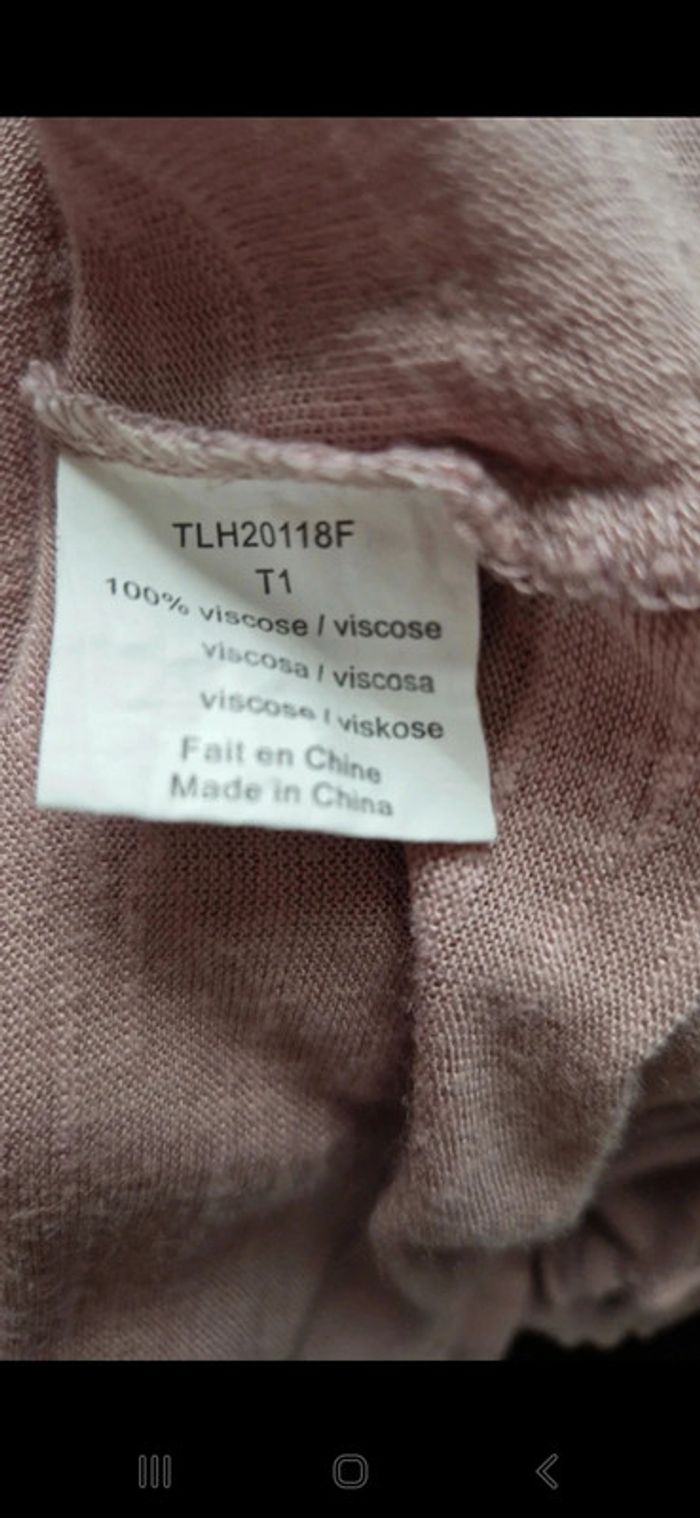 TLH20118F
T1
100% viscose / viscose
viscosa / viscosa
viscose / viskose
Fait en Chine
Made in China